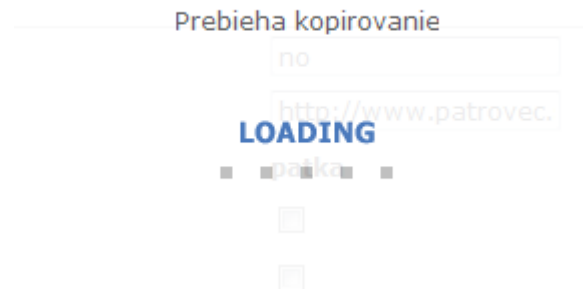 Prebieha kopirovanie
no
http://www.patrovec.
LOADING
patka